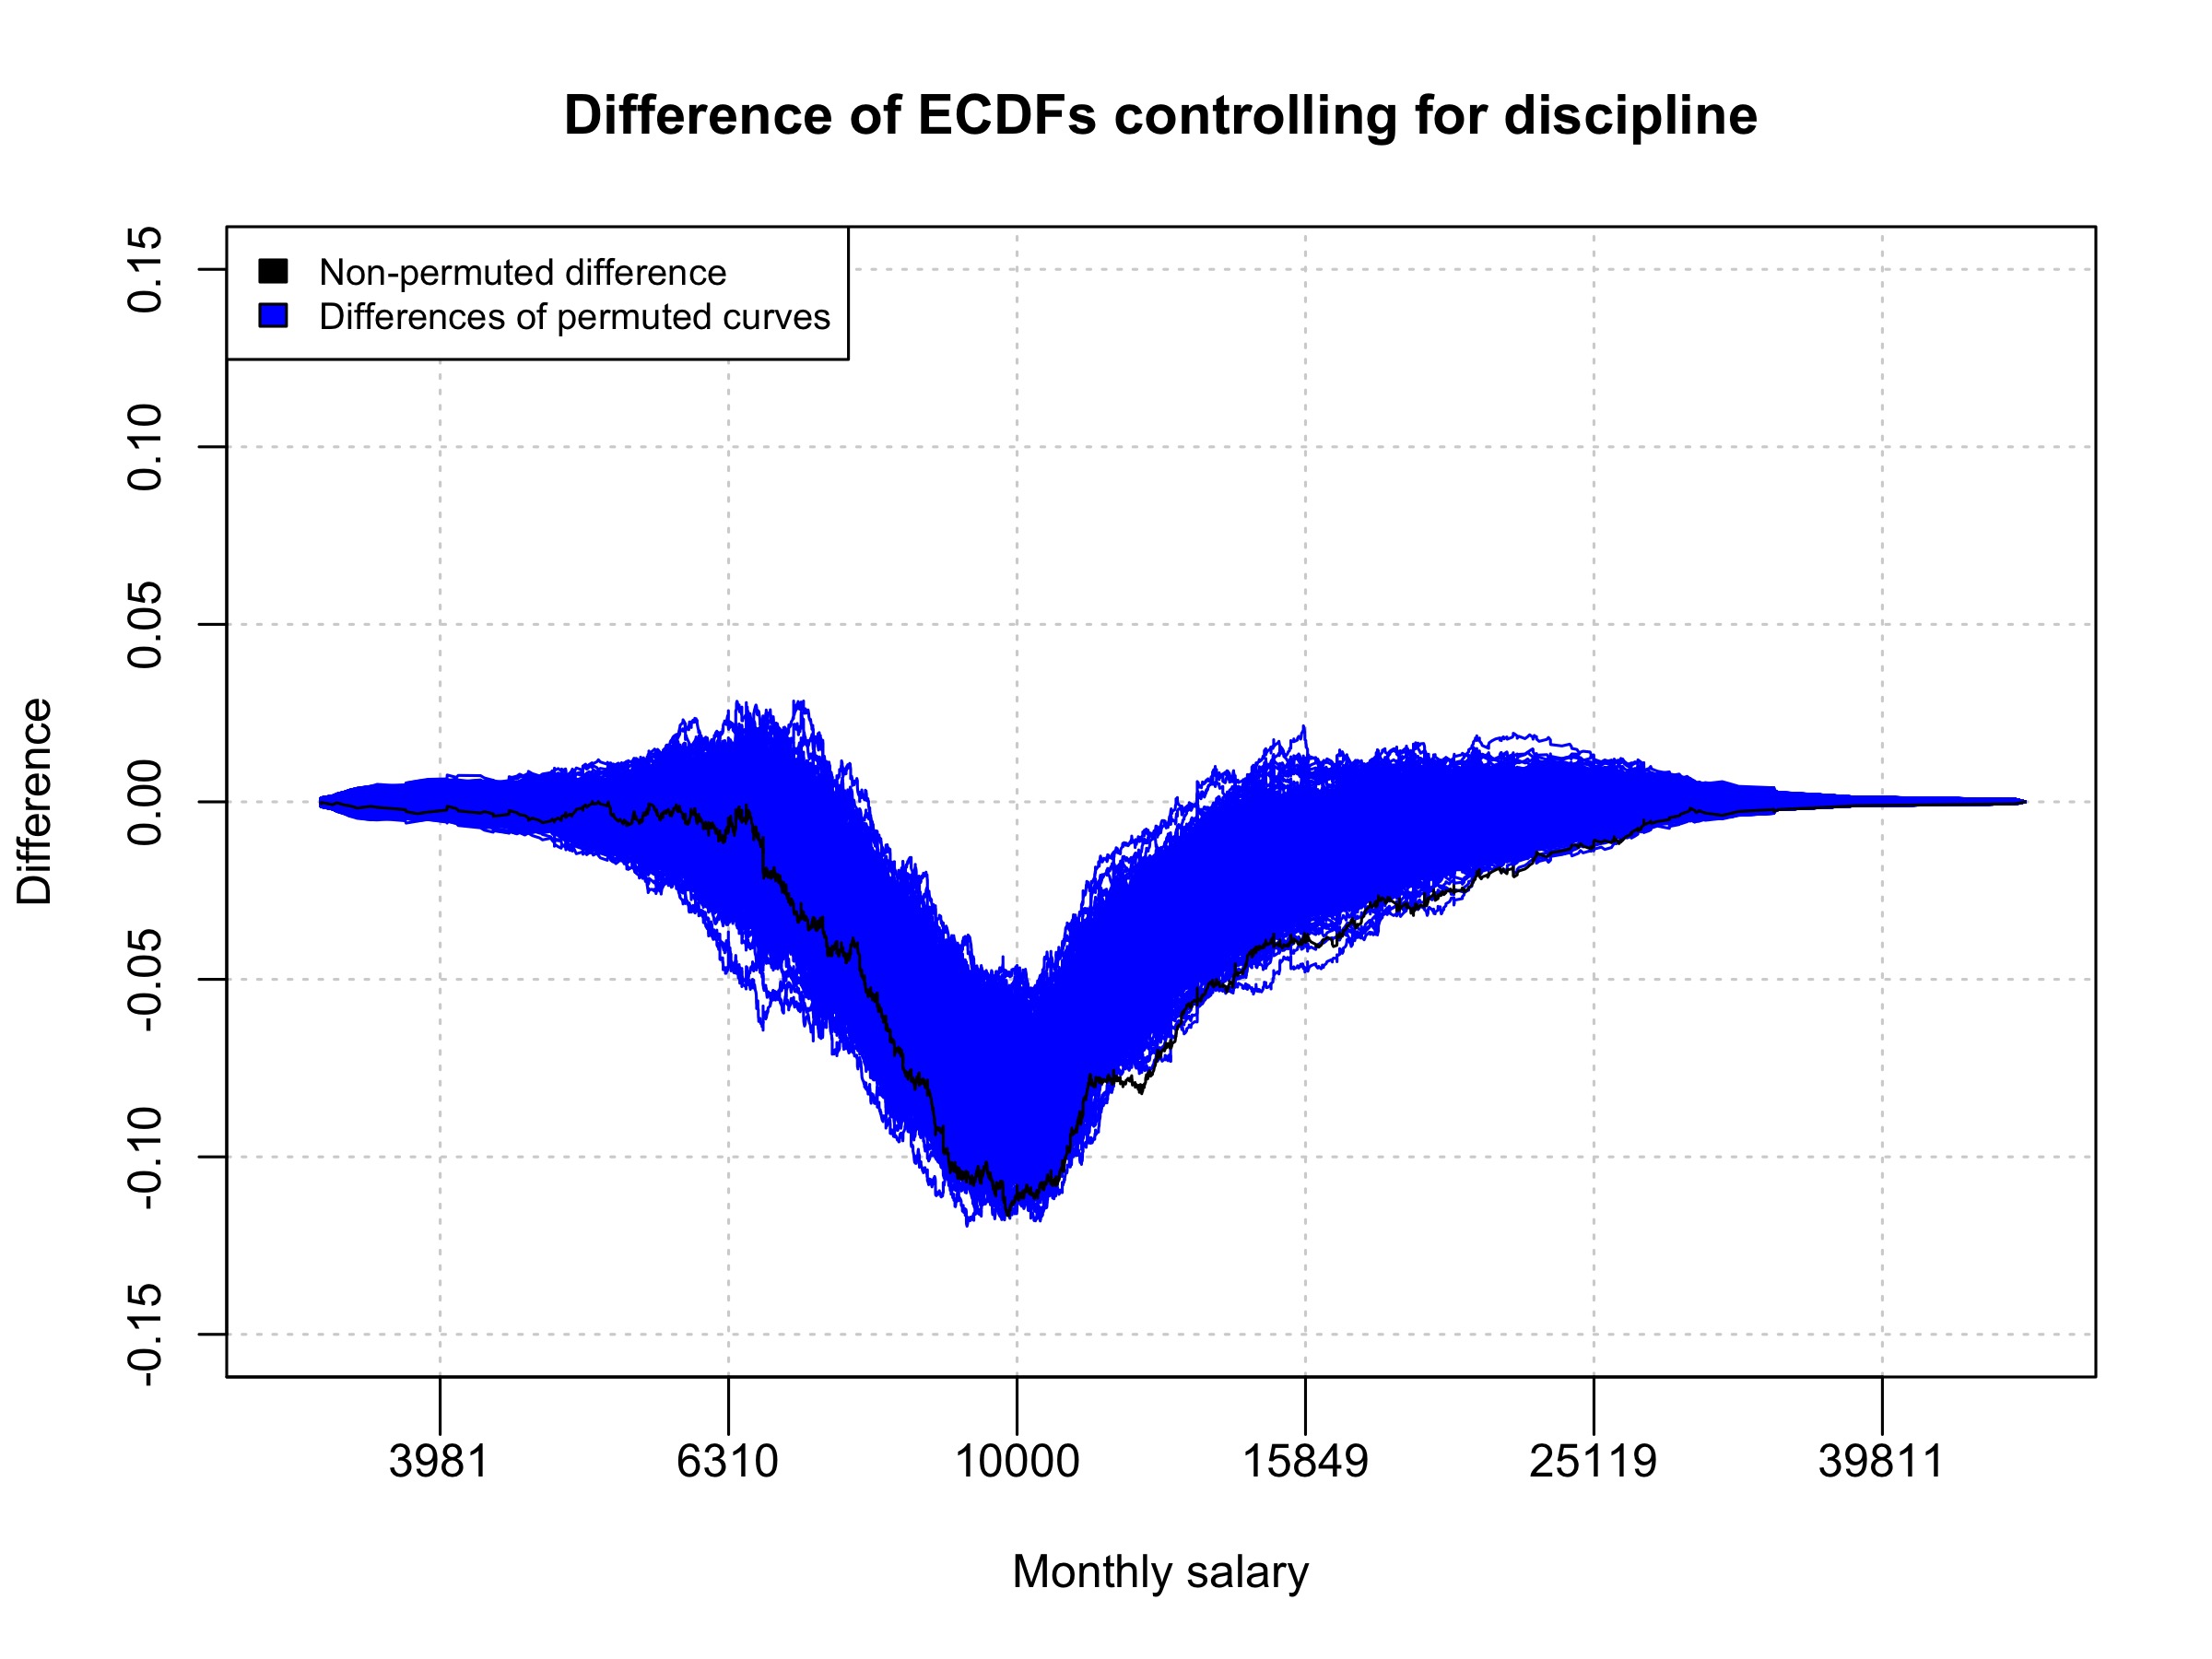 Difference of ECDFs controlling for discipline
Non-permuted difference
Differences of permuted curves
0.15
0.10
0.05
0.00
-0.05
-0.10
-0.15
Difference
3981 6310 10000 15849 25119 39811
Monthly salary